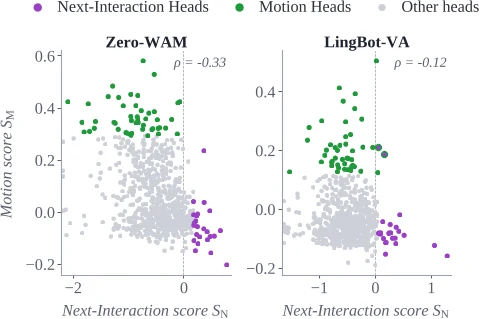 Next-Interaction Heads Motion Heads Other heads
Zero-WAM LingBot-VA
ρ = -0.33 ρ = -0.12
Motion score S_M
0.6
0.4
0.2
0.0
−0.2
0.4
0.2
0.0
−0.2
−2 0 −1 0 1
Next-Interaction score S_N Next-Interaction score S_N